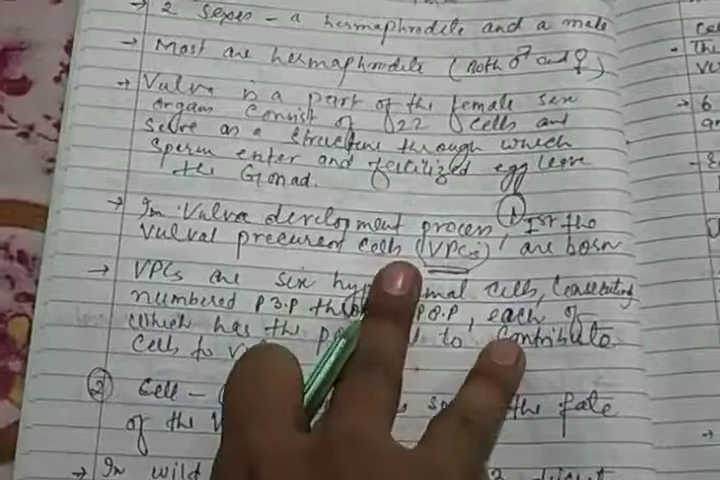 → 2 sexes - a hermaphrodite and a male
→ Most are hermaphrodite (both ♂ and ♀)
→ Vulva is a part of the female sex
organ consist of 22 cells and
serve as a structure through which
sperm enter and fertilized egg leave
the Gonad.
→ In Vulva development process, ① Ist the
vulval precursor cells (VPCs) are born
→ VPCs are six hy mal cells, Consecuting
numbered P3.P th P8.P, each of
which has the p to Contribute
cells to v
② Cell - the fate
of the
→ In wild